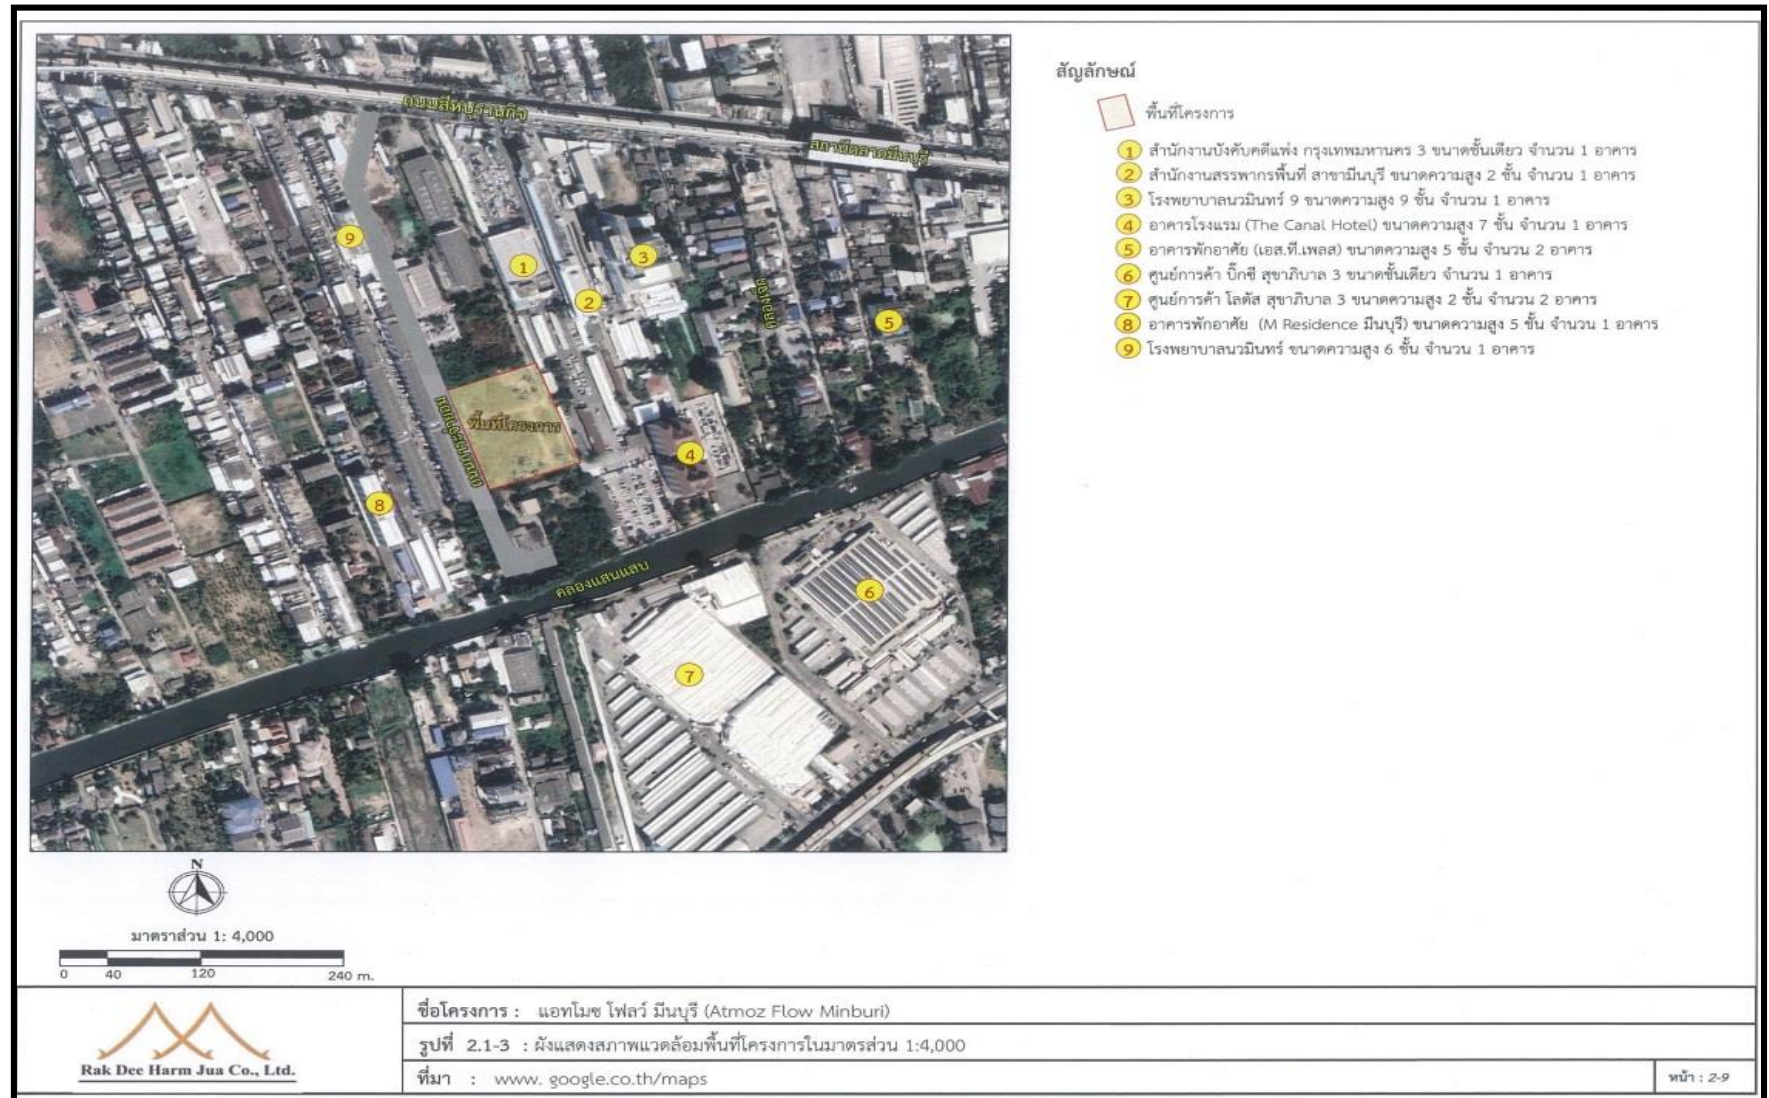 ถนนสีหบุรานุกิจ
สถานีตลาดมีนบุรี
9
1
3
2
5
พื้นที่โครงการ
4
8
คลองแสนแสบ
6
7
สัญลักษณ์
พื้นที่โครงการ
1 สำนักงานบังคับคดีแพ่ง กรุงเทพมหานคร 3 ขนาดชั้นเดียว จำนวน 1 อาคาร
2 สำนักงานสรรพากรพื้นที่ สาขามีนบุรี ขนาดความสูง 2 ชั้น จำนวน 1 อาคาร
3 โรงพยาบาลนวมินทร์ 9 ขนาดความสูง 9 ชั้น จำนวน 1 อาคาร
4 อาคารโรงแรม (The Canal Hotel) ขนาดความสูง 7 ชั้น จำนวน 1 อาคาร
5 อาคารพักอาศัย (เอส.ที.เพลส) ขนาดความสูง 5 ชั้น จำนวน 2 อาคาร
6 ศูนย์การค้า บิ๊กซี สุขาภิบาล 3 ขนาดชั้นเดียว จำนวน 1 อาคาร
7 ศูนย์การค้า โลตัส สุขาภิบาล 3 ขนาดความสูง 2 ชั้น จำนวน 2 อาคาร
8 อาคารพักอาศัย (M Residence มีนบุรี) ขนาดความสูง 5 ชั้น จำนวน 1 อาคาร
9 โรงพยาบาลนวมินทร์ ขนาดความสูง 6 ชั้น จำนวน 1 อาคาร
N
มาตราส่วน 1: 4,000
0 40 120 240 m.
Rak Dee Harm Jua Co., Ltd.
ชื่อโครงการ : แอทโมซ โฟลว์ มีนบุรี (Atmoz Flow Minburi)
รูปที่ 2.1-3 : ผังแสดงสภาพแวดล้อมพื้นที่โครงการในมาตรส่วน 1:4,000
ที่มา : www. google.co.th/maps
หน้า : 2-9